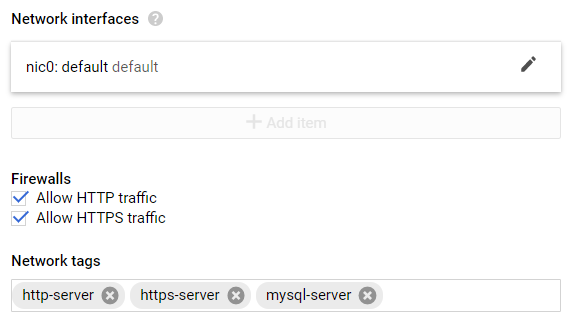 Network interfaces ?
nic0: default default
+ Add item
Firewalls
Allow HTTP traffic
Allow HTTPS traffic
Network tags
http-server https-server mysql-server